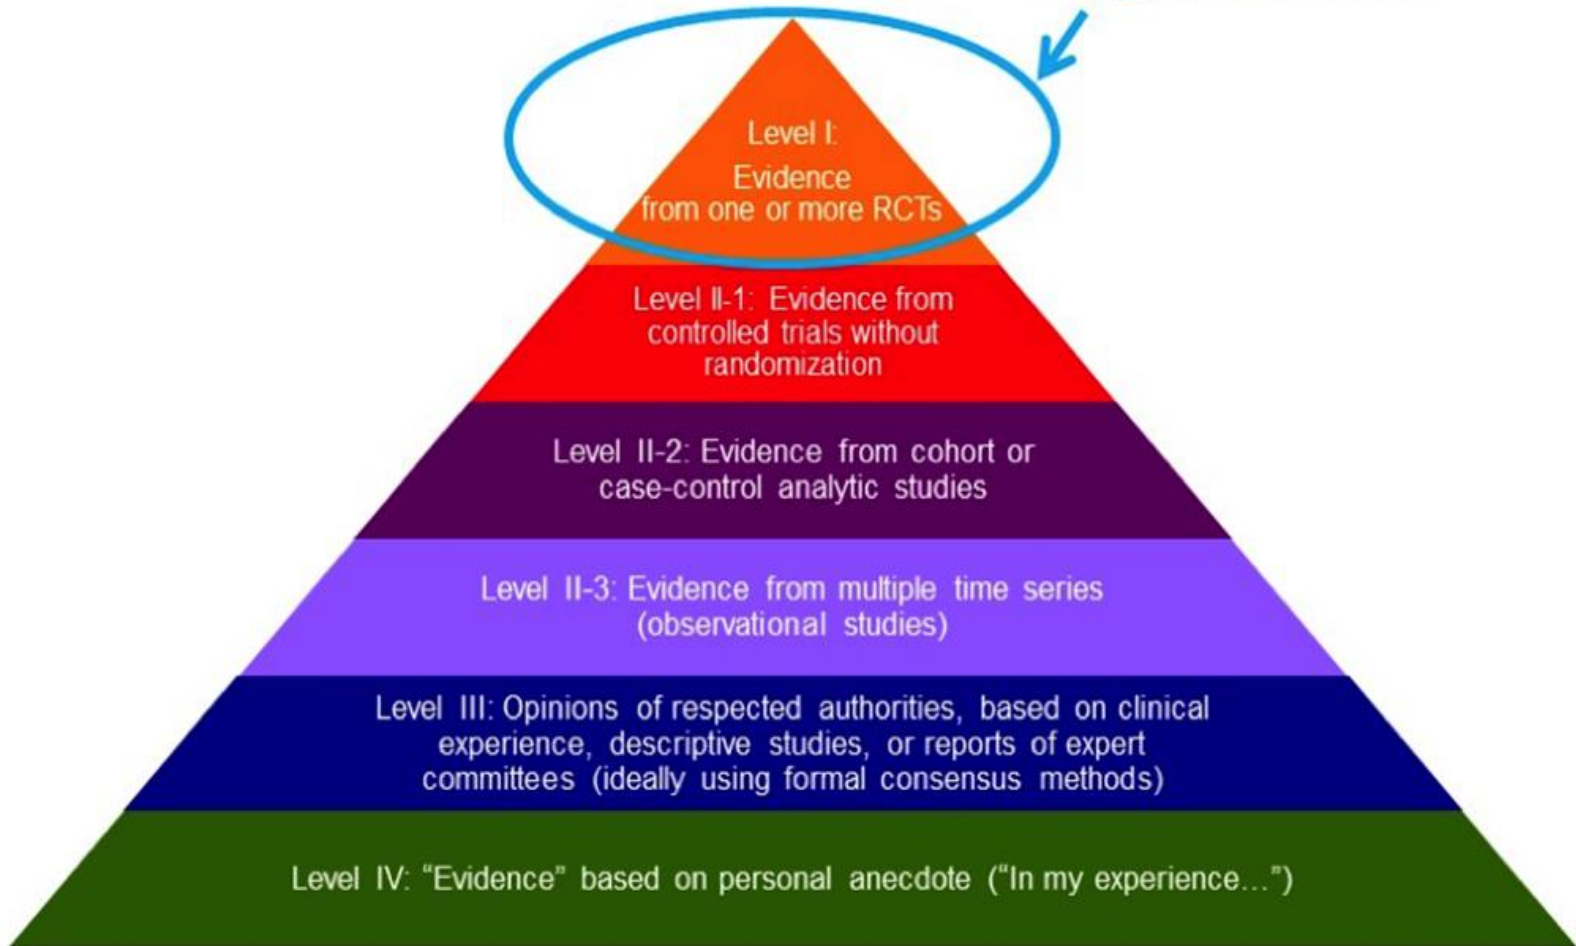 Level I:
Evidence
from one or more RCTs
Level II-1: Evidence from
controlled trials without
randomization
Level II-2: Evidence from cohort or
case-control analytic studies
Level II-3: Evidence from multiple time series
(observational studies)
Level III: Opinions of respected authorities, based on clinical
experience, descriptive studies, or reports of expert
committees (ideally using formal consensus methods)
Level IV: “Evidence” based on personal anecdote (“In my experience...”)